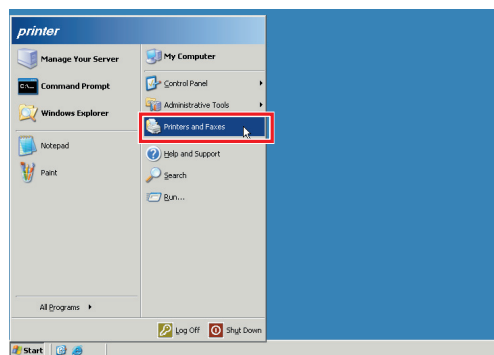 printer
Manage Your Server
Command Prompt
Windows Explorer
Notepad
Paint
All Programs
My Computer
Control Panel
Administrative Tools
Printers and Faxes
Help and Support
Search
Run...
Log Off
Shut Down
Start